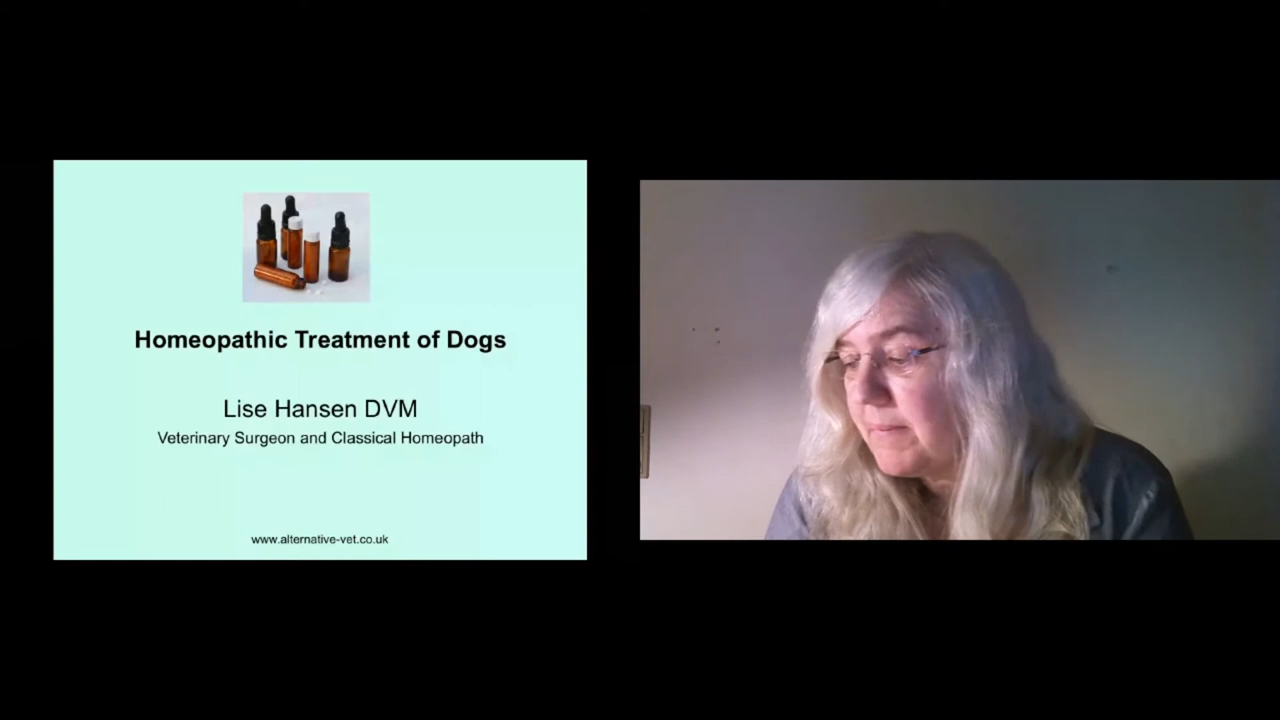 Homeopathic Treatment of Dogs
Lise Hansen DVM
Veterinary Surgeon and Classical Homeopath
www.alternative-vet.co.uk